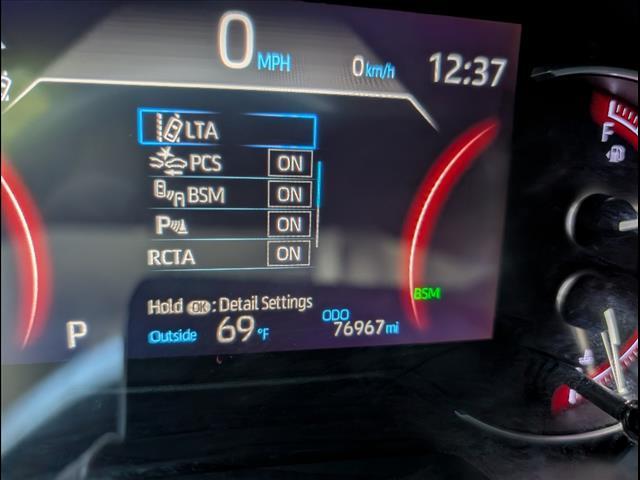 0 MPH 0 km/h 12:37
LTA
PCS ON
BSM ON
P ON
RCTA ON
F
BSM
Hold OK : Detail Settings
P Outside 69 °F ODO 76967 mi